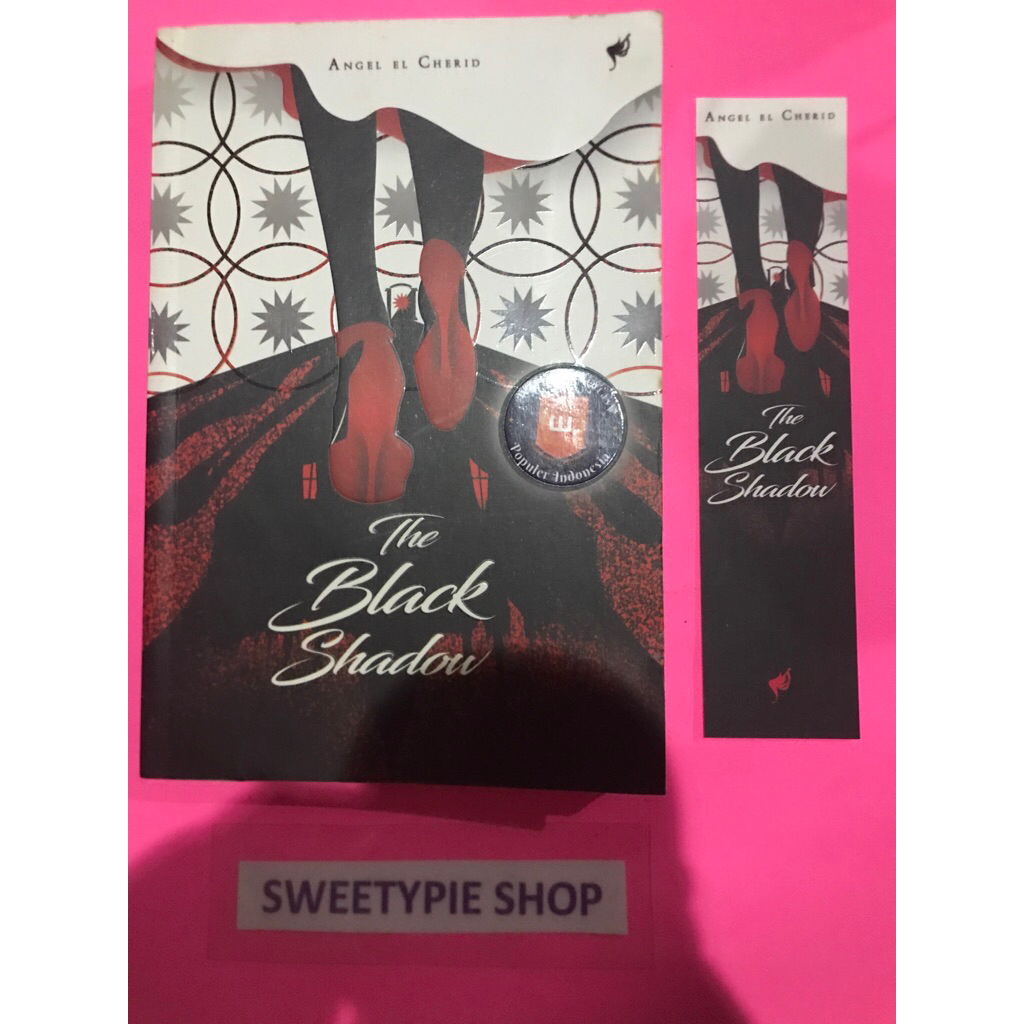 ANGEL EL CHERID
Populer Indonesia
The
Black
Shadow
ANGEL EL CHERID
The
Black
Shadow
SWEETYPIE SHOP